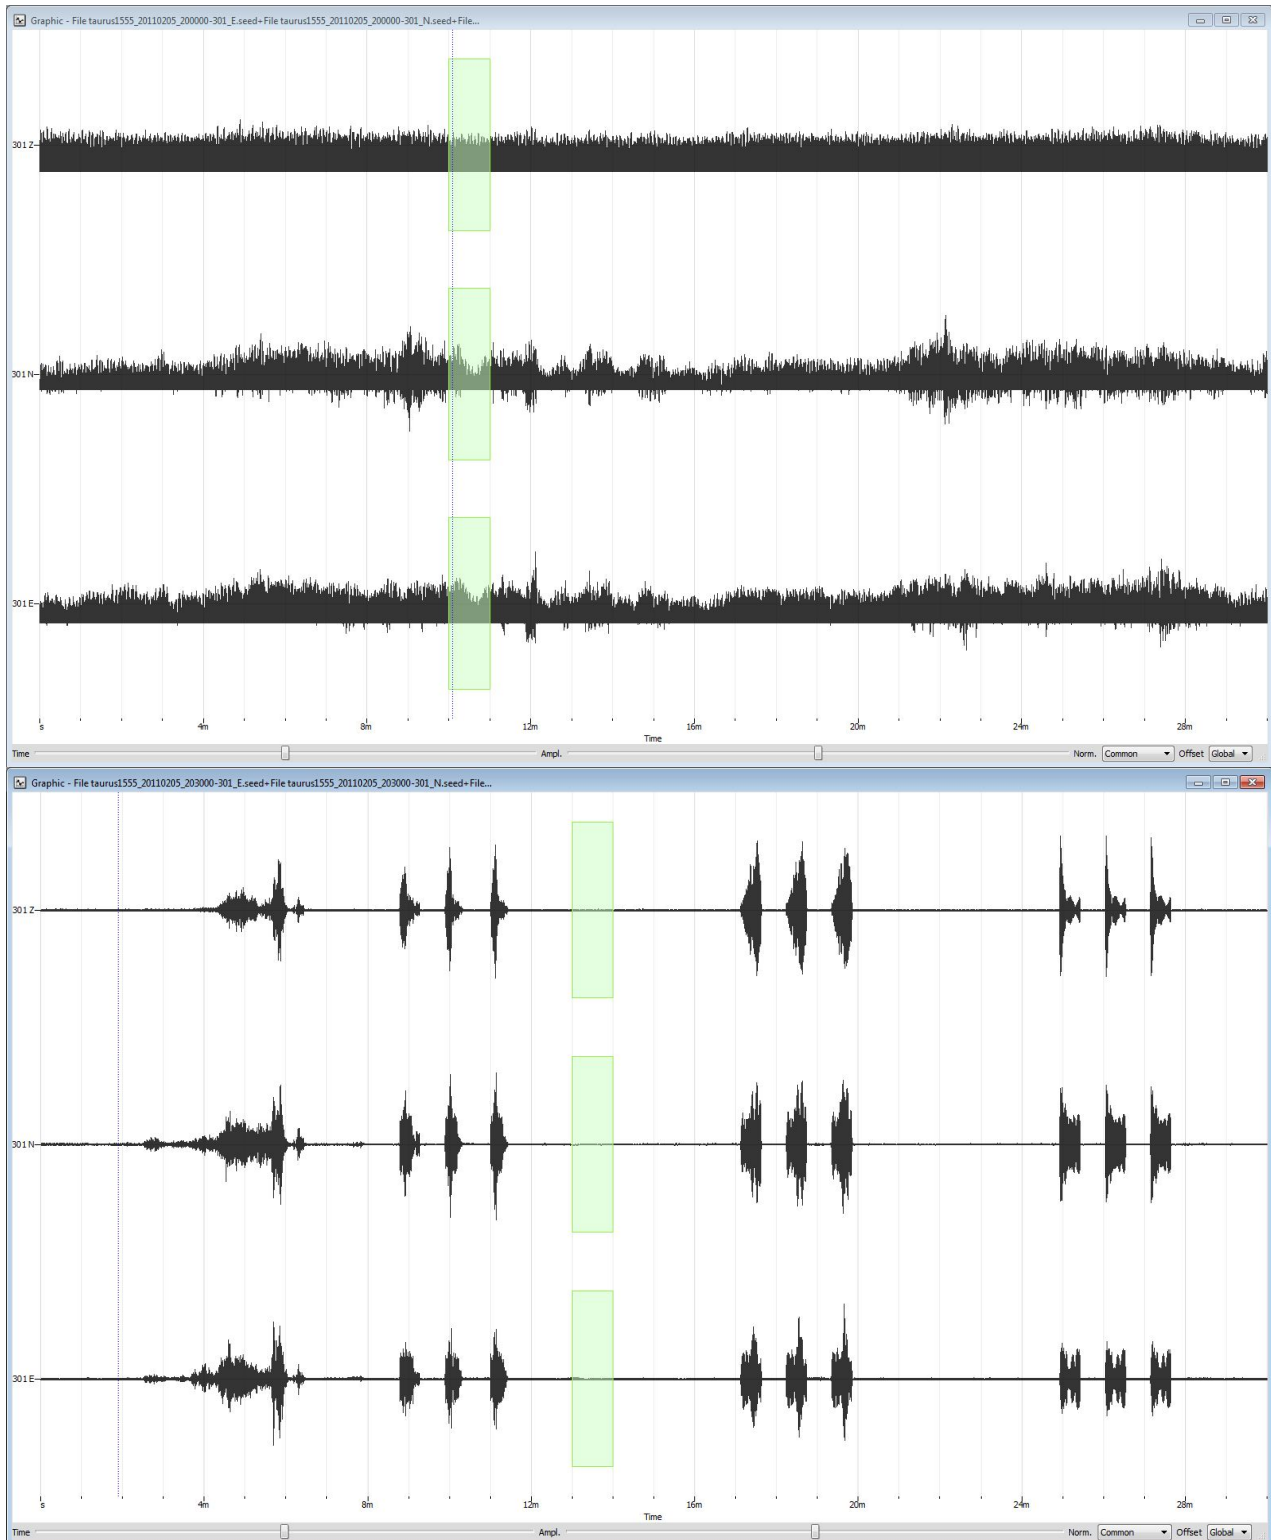 Graphic - File taurus1555_20110205_200000-301_E.seed+File taurus1555_20110205_200000-301_N.seed+File...
301 Z
301 N
301 E
s 4m 8m 12m 16m 20m 24m 28m
Time
Time Ampl. Norm. Common Offset Global
Graphic - File taurus1555_20110205_203000-301_E.seed+File taurus1555_20110205_203000-301_N.seed+File...
301 Z
301 N
301 E
s 4m 8m 12m 16m 20m 24m 28m
Time
Time Ampl. Norm. Common Offset Global